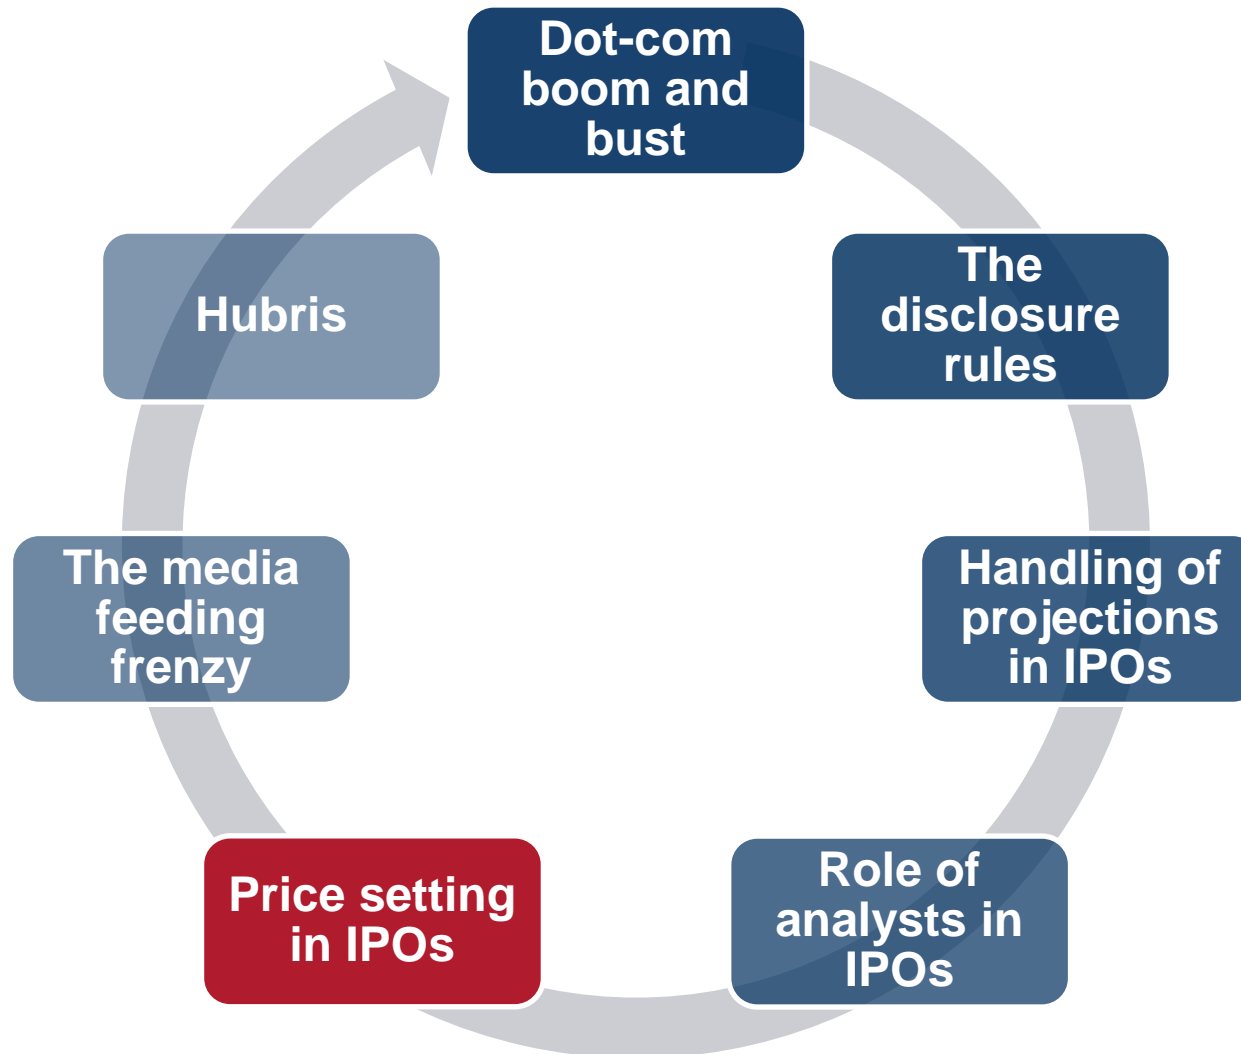 Dot-com
boom and
bust
The
disclosure
rules
Handling of
projections
in IPOs
Role of
analysts in
IPOs
Price setting
in IPOs
The media
feeding
frenzy
Hubris